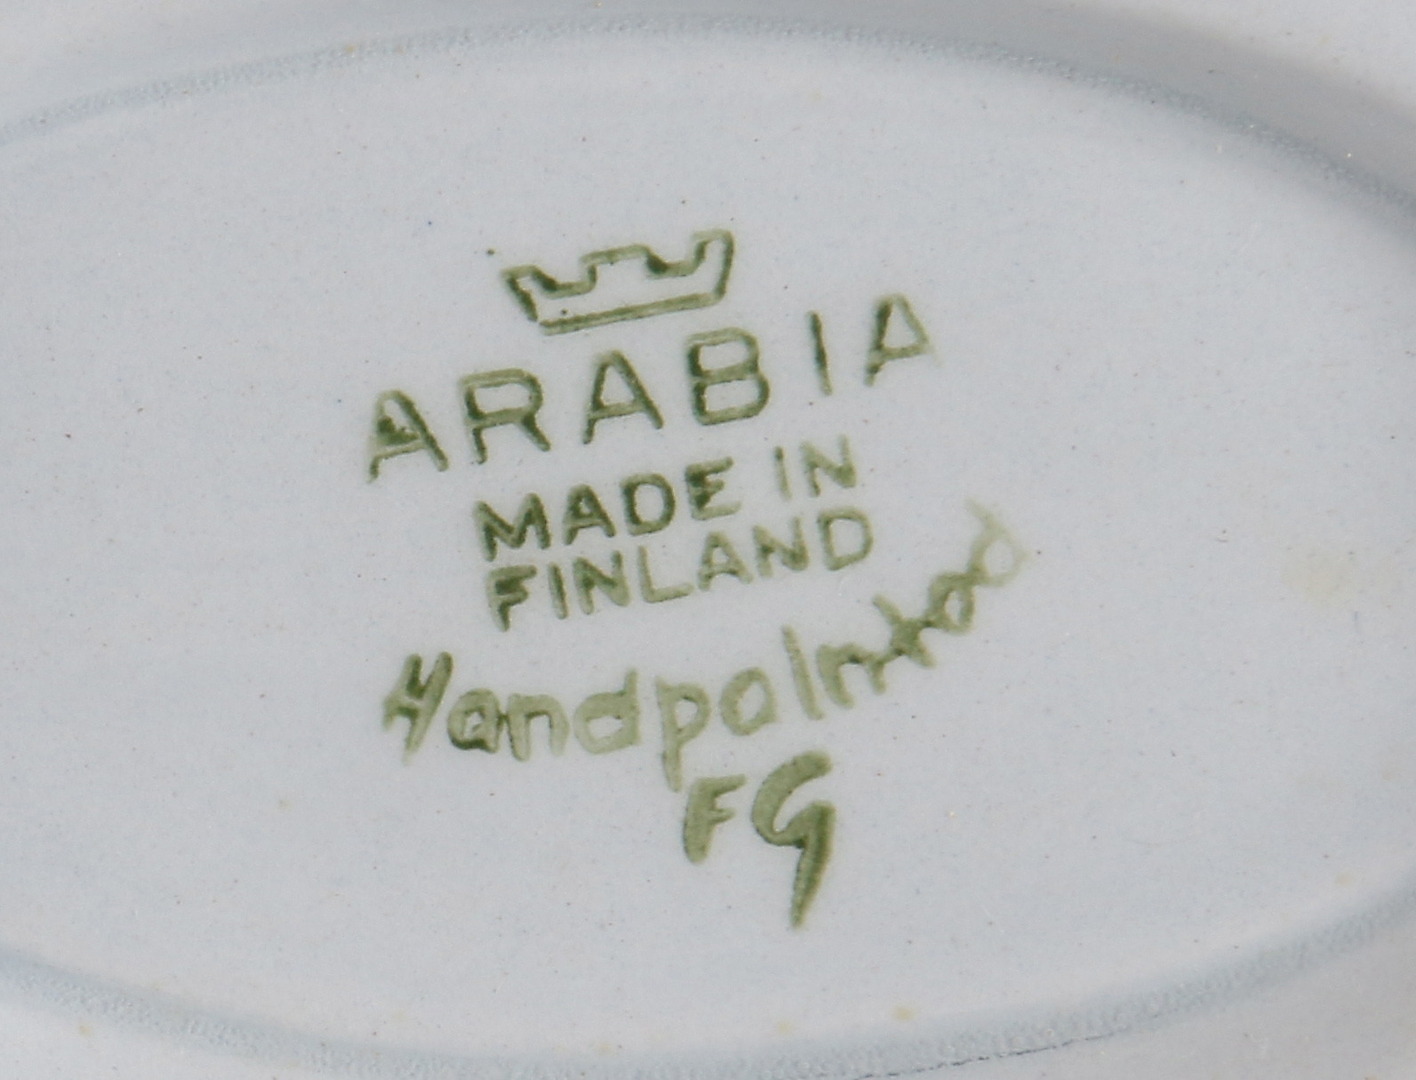 ARABIA
MADE IN
FINLAND
Handpainted
FG